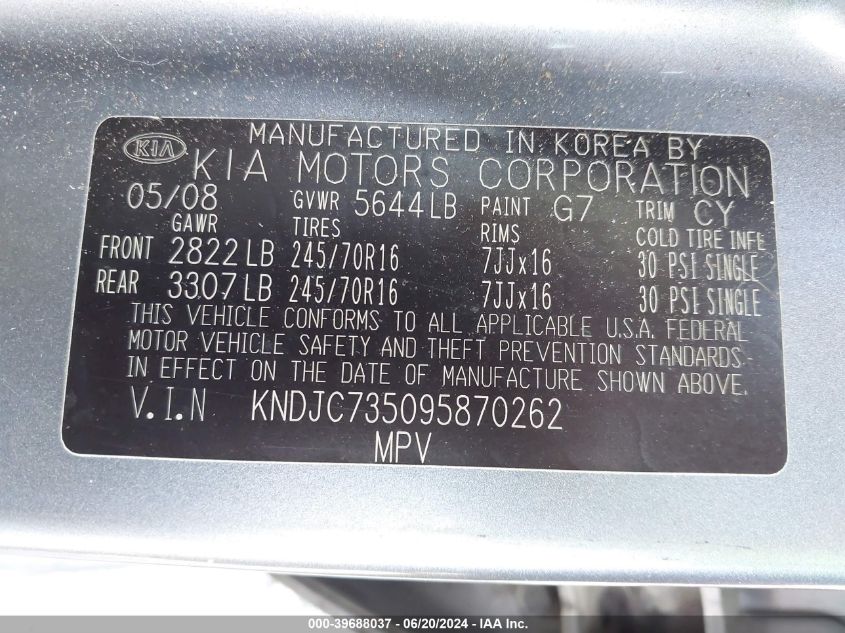 MANUFACTURED IN KOREA BY
KIA KIA MOTORS CORPORATION
05/08 GVWR 5644LB PAINT G7 TRIM CY
GAWR TIRES RIMS COLD TIRE INFL
FRONT 2822LB 245/70R16 7JJx16 30 PSI SINGLE
REAR 3307LB 245/70R16 7JJx16 30 PSI SINGLE
THIS VEHICLE CONFORMS TO ALL APPLICABLE U.S.A. FEDERAL
MOTOR VEHICLE SAFETY AND THEFT PREVENTION STANDARDS
IN EFFECT ON THE DATE OF MANUFACTURE SHOWN ABOVE.
V.I.N KNDJC735095870262
MPV
#### - 39688037 - 06/20/2024 - IAA Inc.